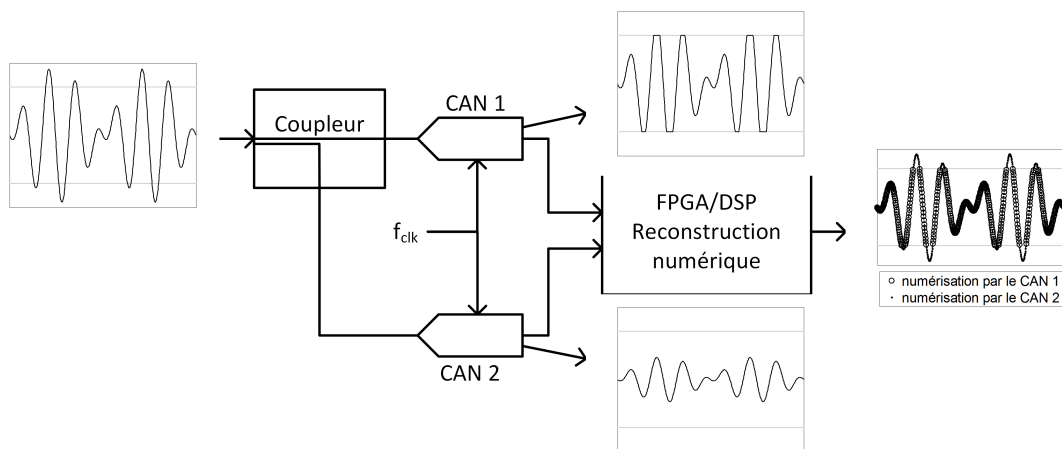 Coupleur
CAN 1
f_clk
CAN 2
FPGA/DSP
Reconstruction
numérique
numérisation par le CAN 1
numérisation par le CAN 2